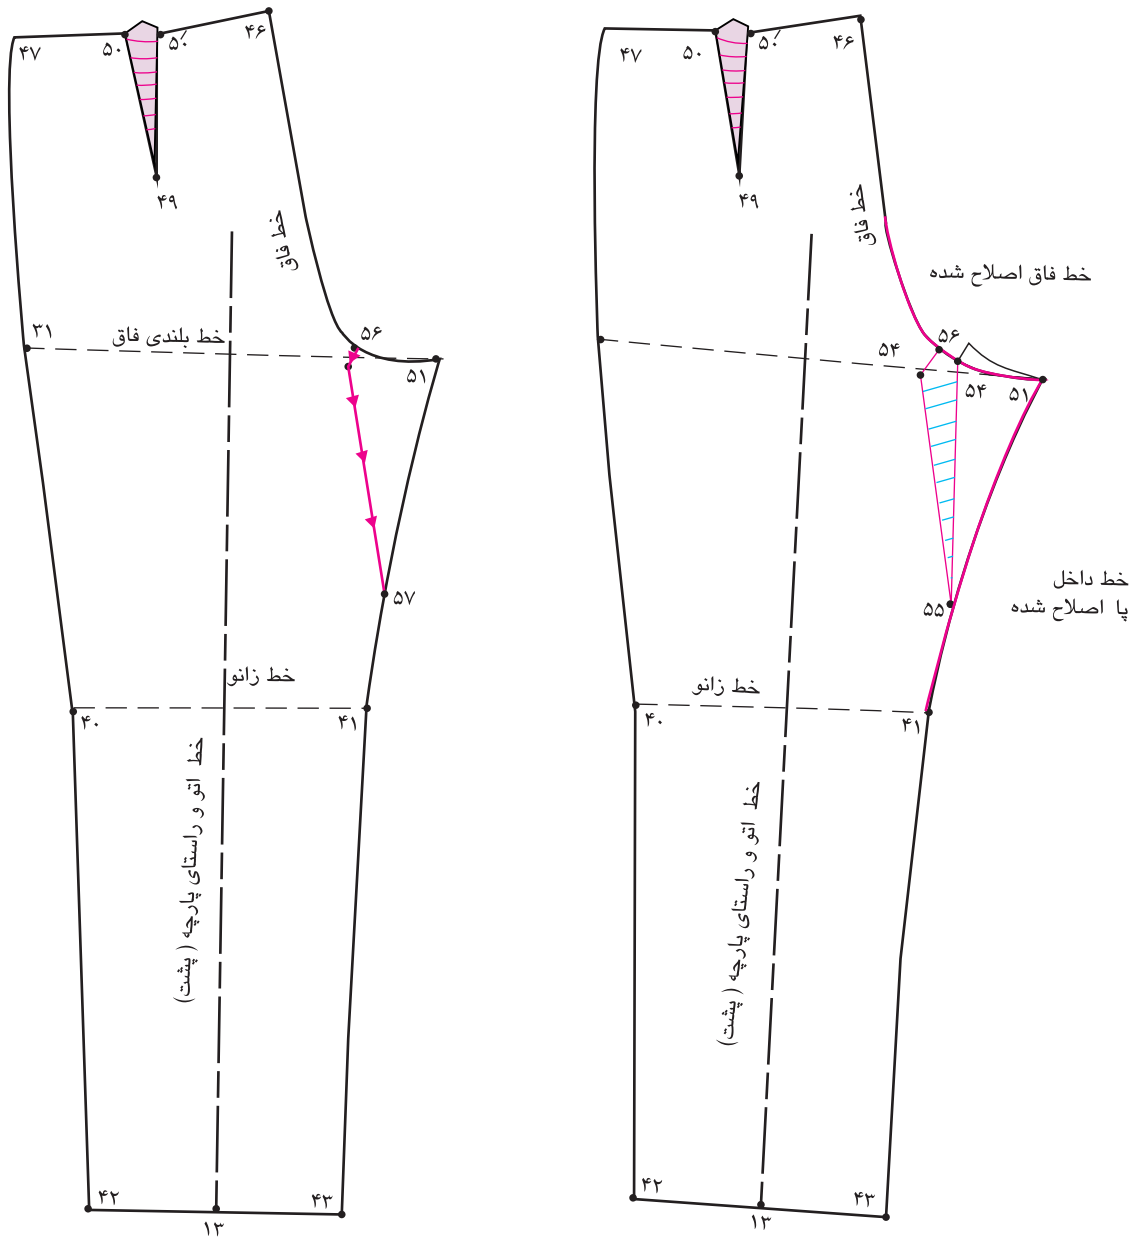 ۴۶
۵۰
۵۰٬
۴۷
۴۹
خط فاق
۵۶
۳۱
خط بلندی فاق
۵۱
۵۷
خط زانو
۴۰
۴۱
خط اتو و راستای پارچه ( پشت)
۴۲
۴۳
۱۳
۴۶
۵۰
۵۰٬
۴۷
۴۹
خط فاق
خط فاق اصلاح شده
۵۶
۵۴
۵۴
۵۱
خط داخل
پا اصلاح شده
۵۵
خط زانو
۴۰
۴۱
خط اتو و راستای پارچه ( پشت)
۴۲
۴۳
۱۳